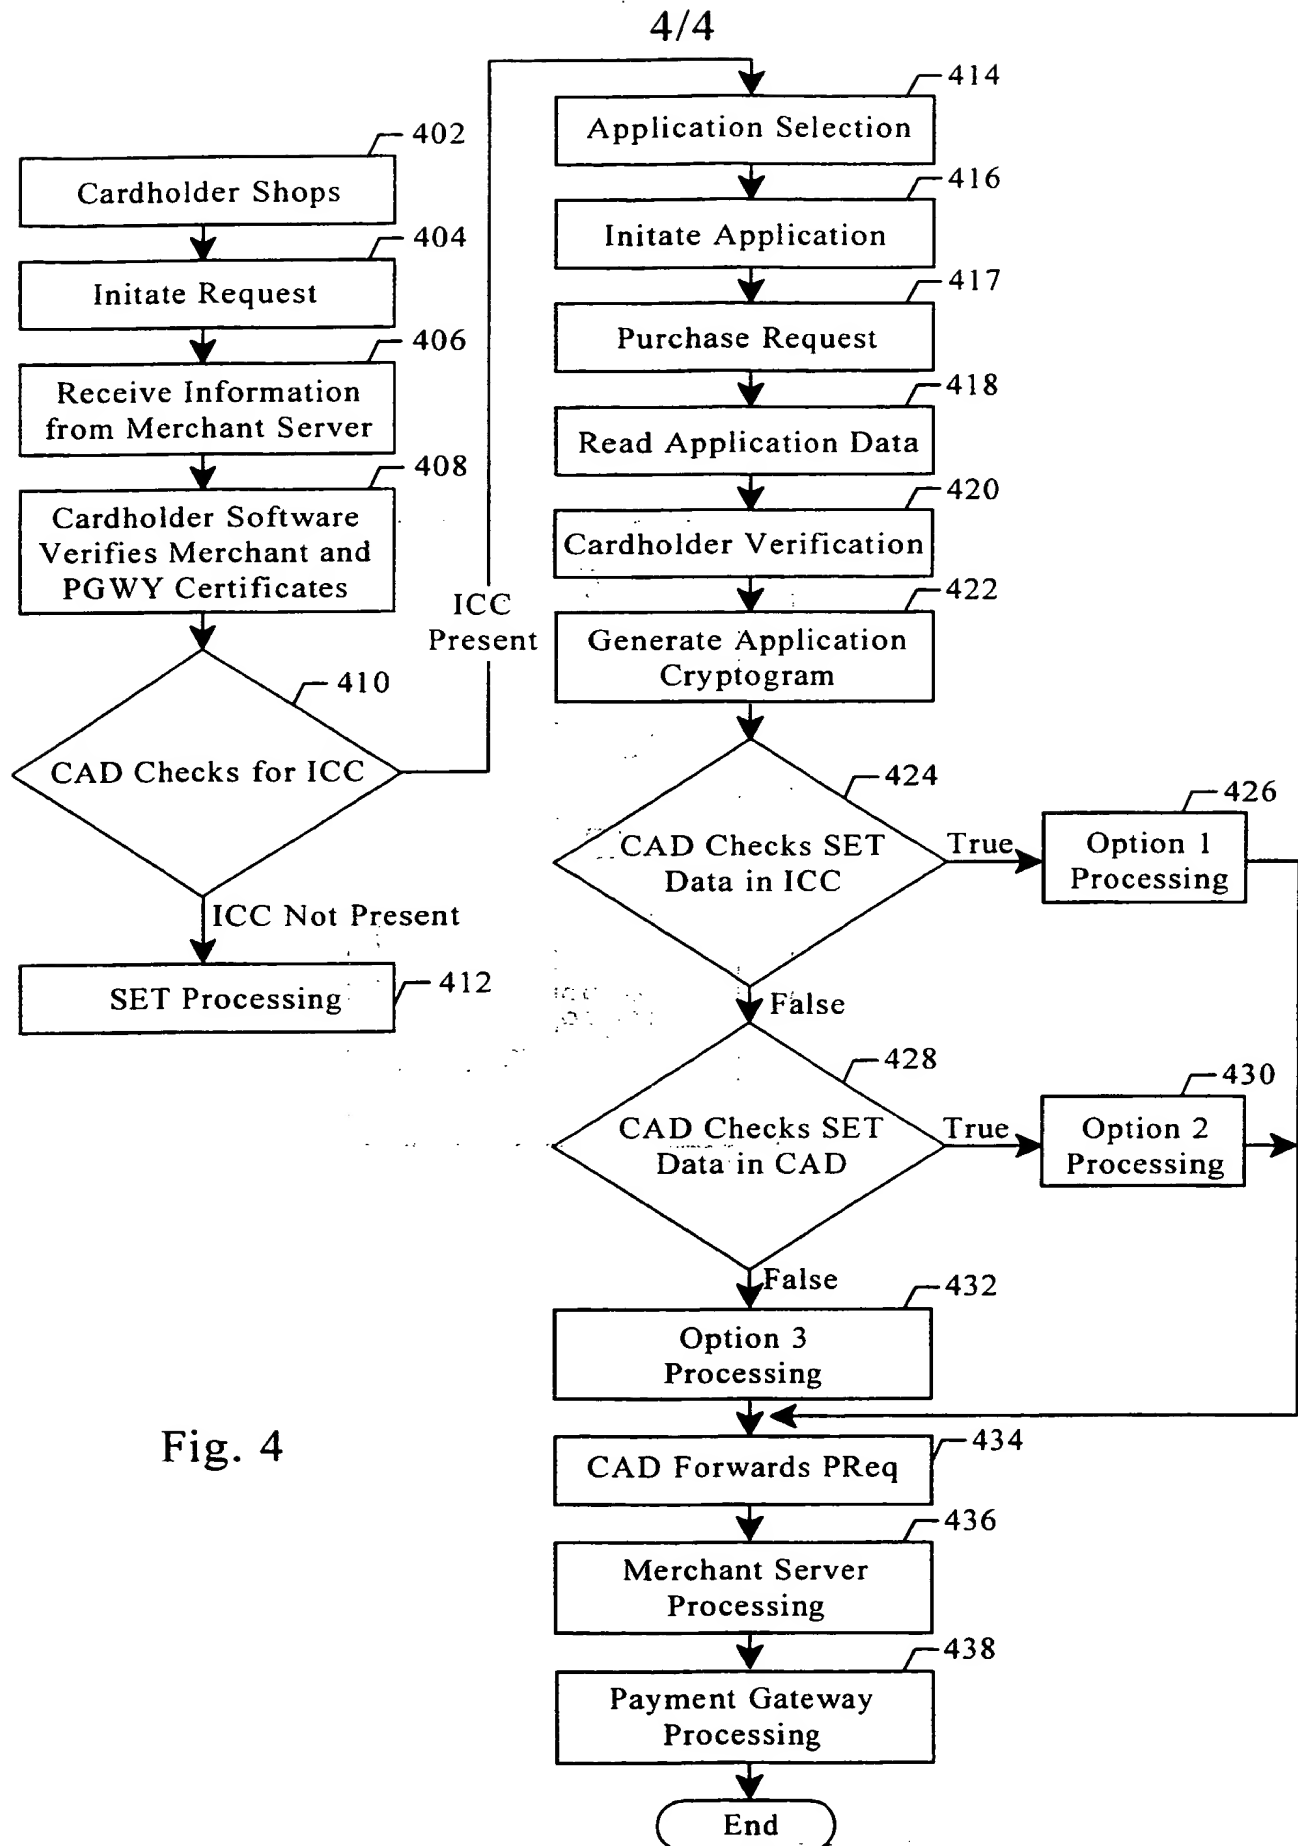 4/4
402
Cardholder Shops
404
Initate Request
406
Receive Information
from Merchant Server
408
Cardholder Software
Verifies Merchant and
PGWY Certificates
410
CAD Checks for ICC
ICC
Present
ICC Not Present
SET Processing
412
414
Application Selection
416
Initate Application
417
Purchase Request
418
Read Application Data
420
Cardholder Verification
422
Generate Application
Cryptogram
424
CAD Checks SET
Data in ICC
True
426
Option 1
Processing
False
428
CAD Checks SET
Data in CAD
True
430
Option 2
Processing
False
432
Option 3
Processing
434
CAD Forwards PReq
436
Merchant Server
Processing
438
Payment Gateway
Processing
End
Fig. 4